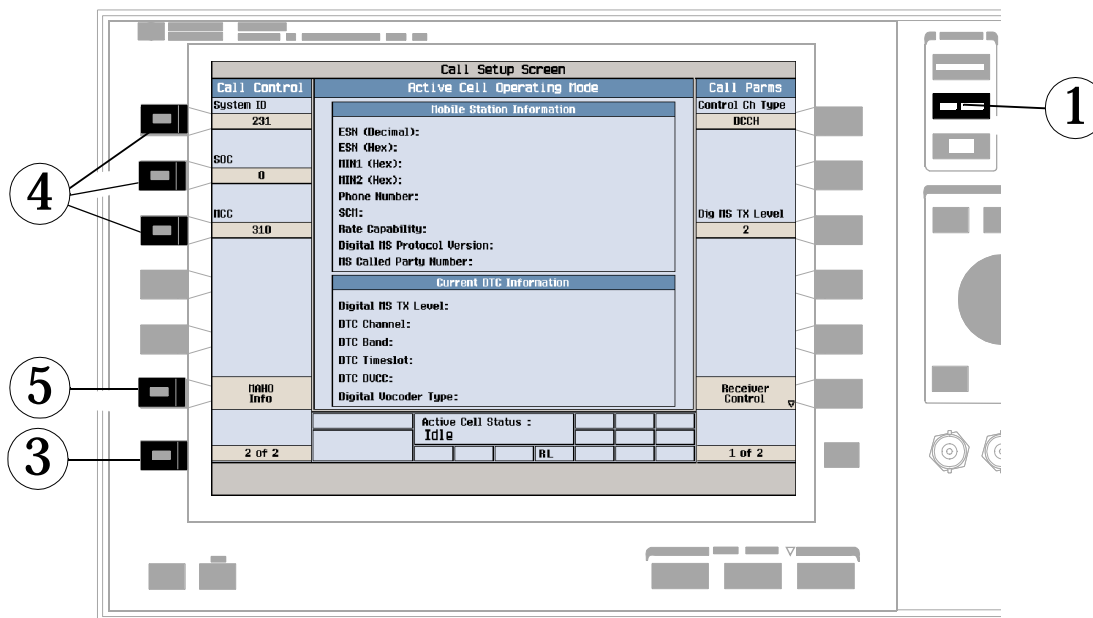 Call Setup Screen
Call Control
Active Cell Operating Mode
Call Parms
System ID
231
SOC
0
MCC
310
MAHO
Info
2 of 2
Mobile Station Information
ESN (Decimal):
ESN (Hex):
MIN1 (Hex):
MIN2 (Hex):
Phone Number:
SCM:
Rate Capability:
Digital MS Protocol Version:
MS Called Party Number:
Current DTC Information
Digital MS TX Level:
DTC Channel:
DTC Band:
DTC Timeslot:
DTC DVCC:
Digital Vocoder Type:
Active Cell Status :
Idle
RL
Control Ch Type
DCCH
Dig MS TX Level
2
Receiver
Control
1 of 2
1
4
5
3